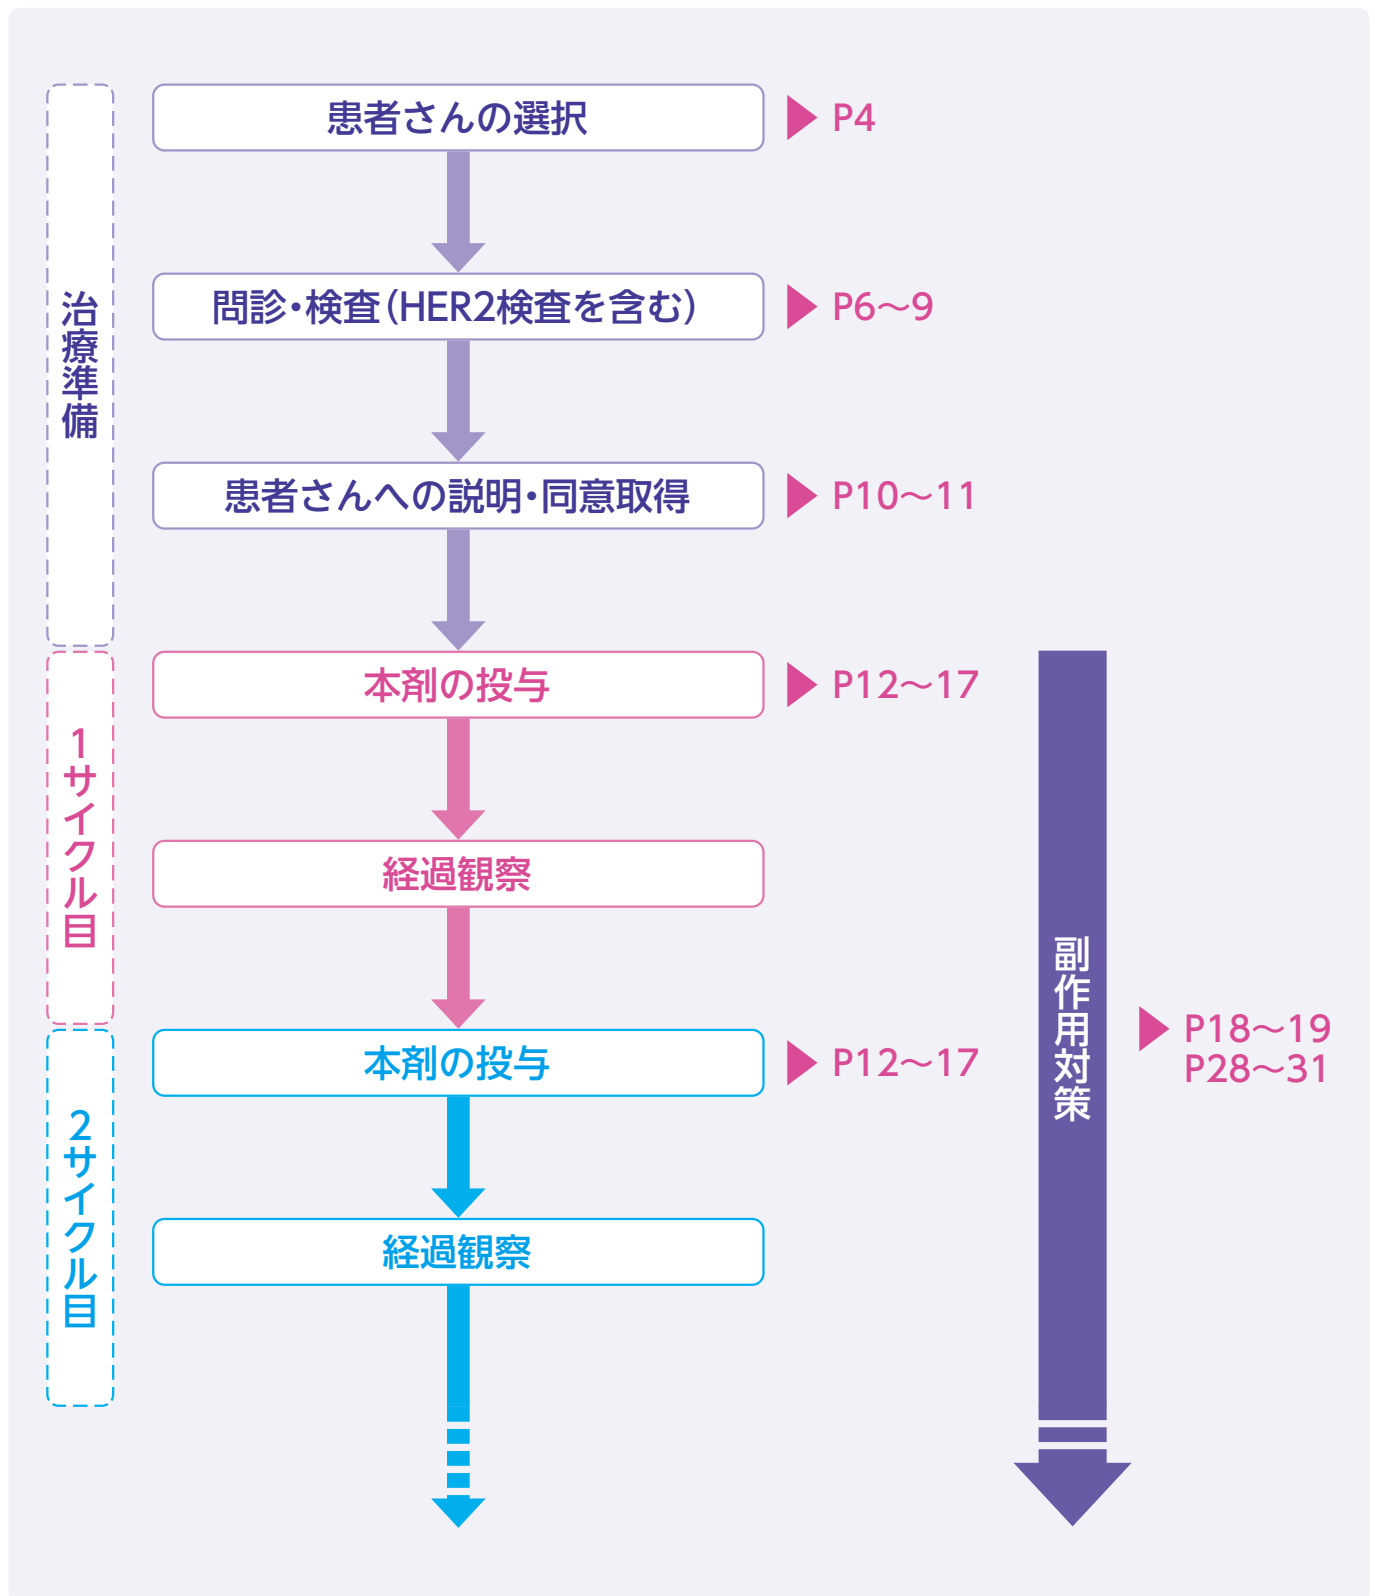 治療準備
患者さんの選択
P4
問診・検査（HER2検査を含む）
P6～9
患者さんへの説明・同意取得
P10～11
1サイクル目
本剤の投与
P12～17
経過観察
2サイクル目
本剤の投与
P12～17
経過観察
副作用対策
P18～19
P28～31